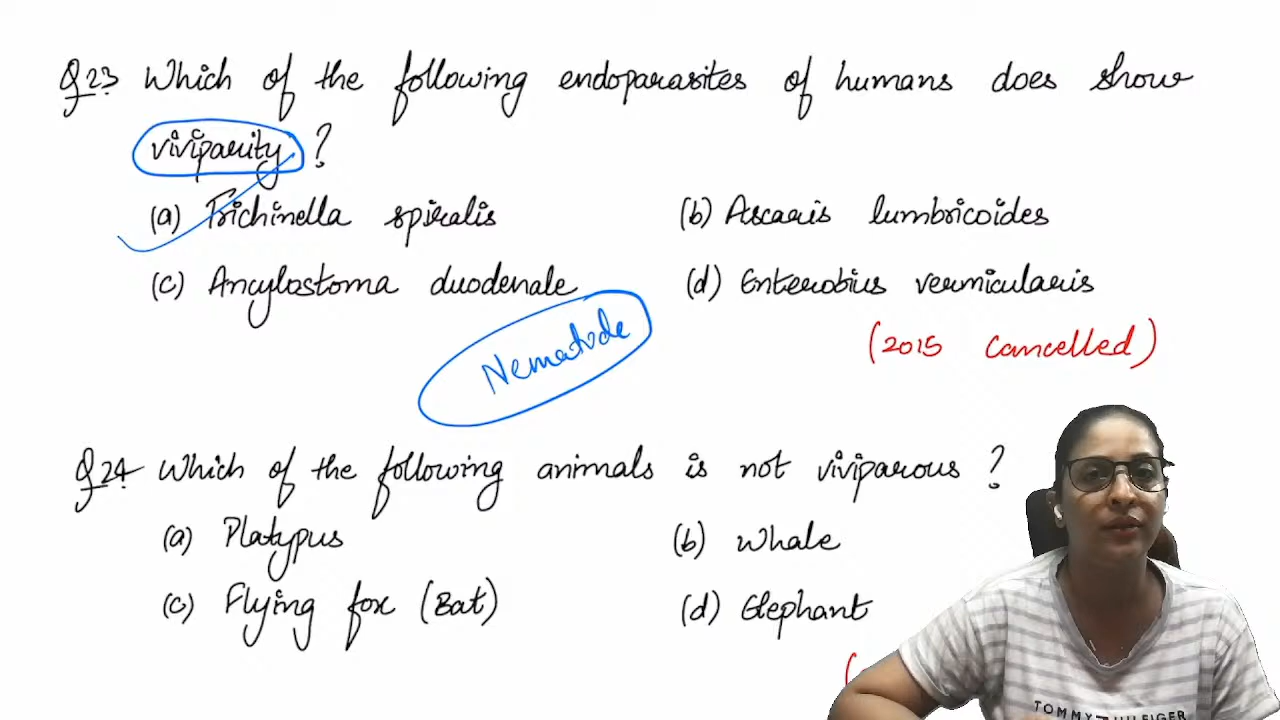 Q23 Which of the following endoparasites of humans does show
viviparity ?
(a) Trichinella spiralis (b) Ascaris lumbricoides
(c) Ancylostoma duodenale (d) Enterobius vermicularis
Nematode
(2015 Cancelled)
Q24 Which of the following animals is not viviparous ?
(a) Platypus (b) Whale
(c) Flying fox (Bat) (d) Elephant
(
TOMMY HILFIGER